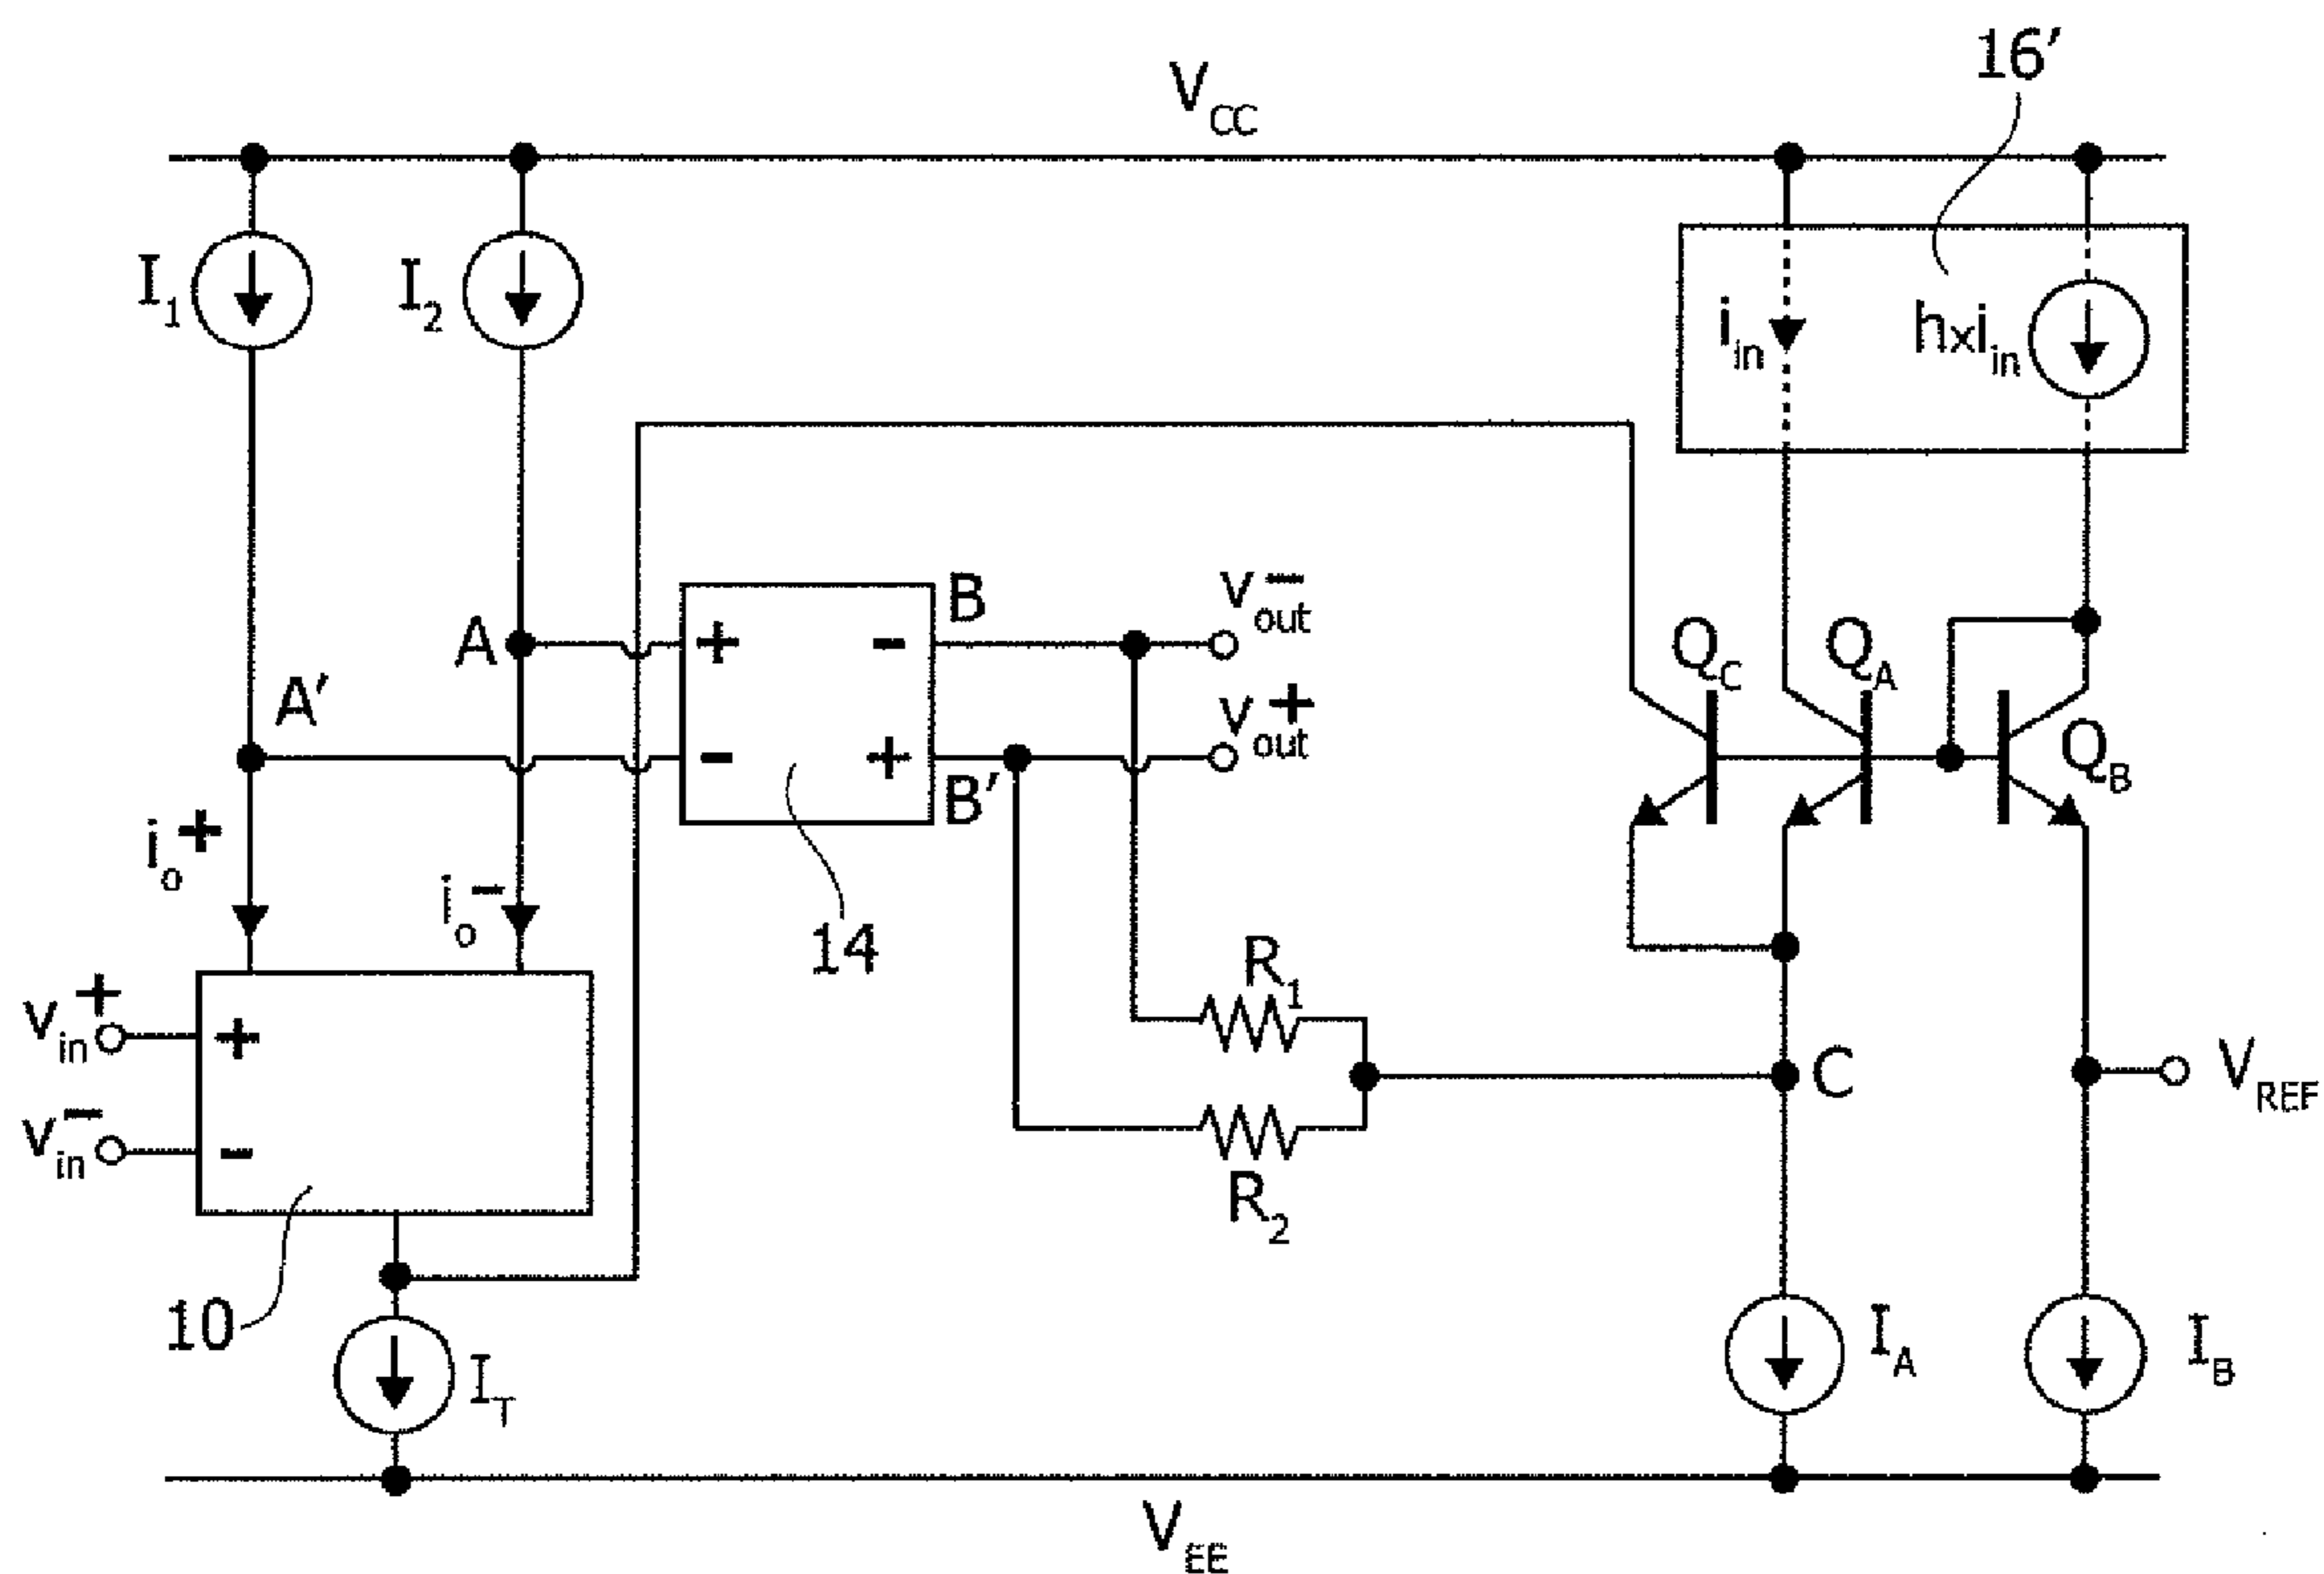 16′
V_CC
I_1
I_2
i_in
hxi_in
A
+
-
B
v_out^-
A′
-
+
B′
v_out^+
Q_C
Q_A
Q_B
i_o^+
i_o^-
14
v_in^+
+
v_in^-
-
R_1
R_2
C
V_REF
10
I_T
I_A
I_B
V_EE